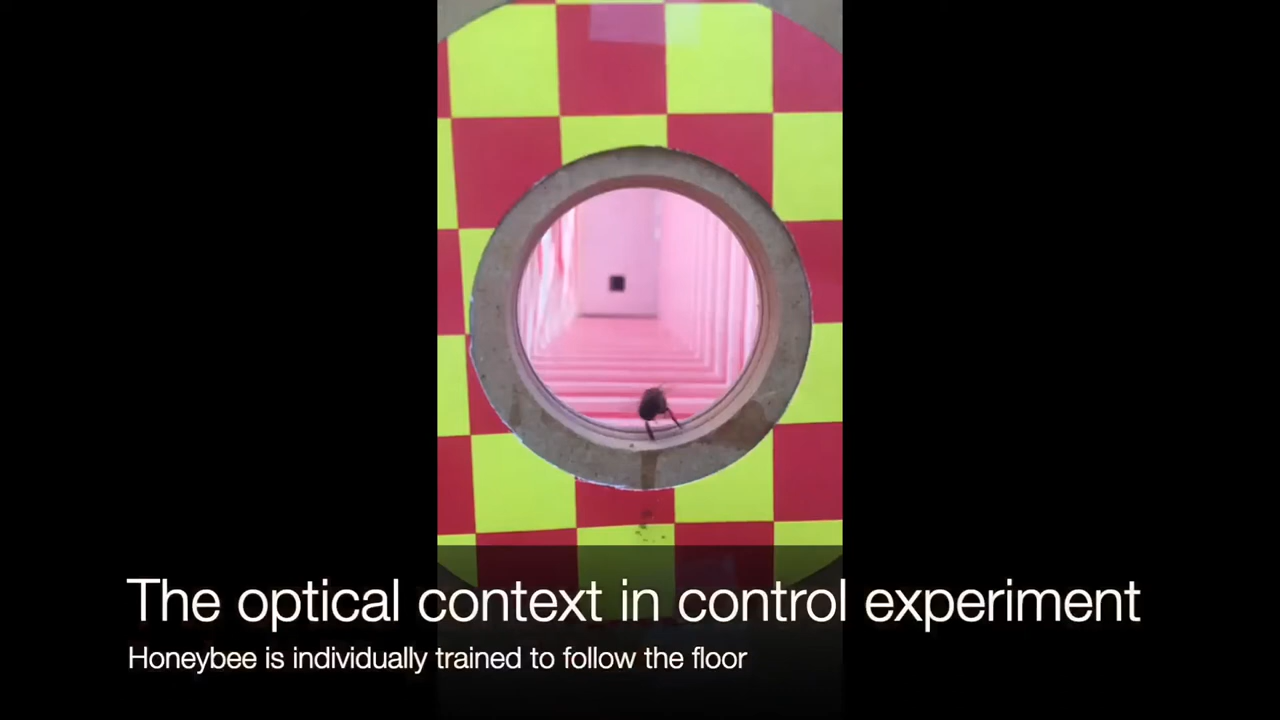 The optical context in control experiment
Honeybee is individually trained to follow the floor